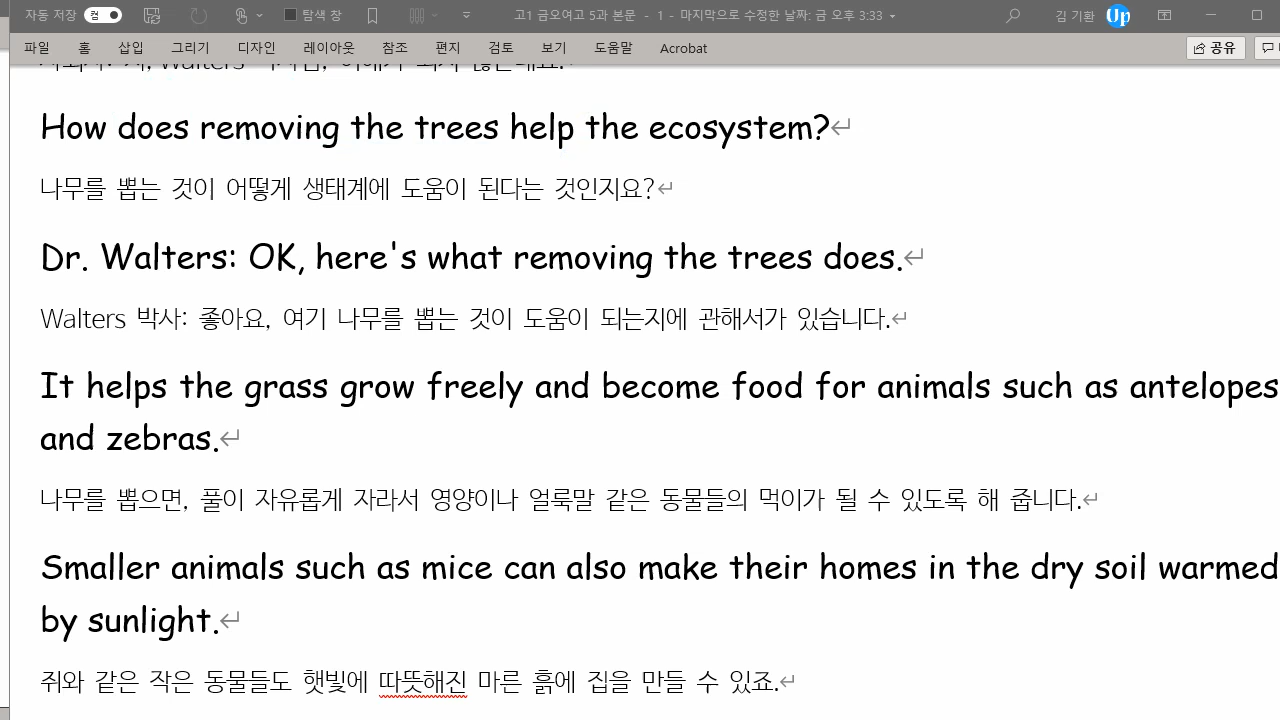 자동 저장 컴 탐색 창 고1 금오여고 5과 본문 - 1 - 마지막으로 수정한 날짜: 금 오후 3:33 김 기환 Up
파일 홈 삽입 그리기 디자인 레이아웃 참조 편지 검토 보기 도움말 Acrobat 공유
How does removing the trees help the ecosystem?↵
나무를 뽑는 것이 어떻게 생태계에 도움이 된다는 것인지요?↵
Dr. Walters: OK, here's what removing the trees does.↵
Walters 박사: 좋아요, 여기 나무를 뽑는 것이 도움이 되는지에 관해서가 있습니다.↵
It helps the grass grow freely and become food for animals such as antelopes
and zebras.↵
나무를 뽑으면, 풀이 자유롭게 자라서 영양이나 얼룩말 같은 동물들의 먹이가 될 수 있도록 해 줍니다.↵
Smaller animals such as mice can also make their homes in the dry soil warmed
by sunlight.↵
쥐와 같은 작은 동물들도 햇빛에 따뜻해진 마른 흙에 집을 만들 수 있죠.↵